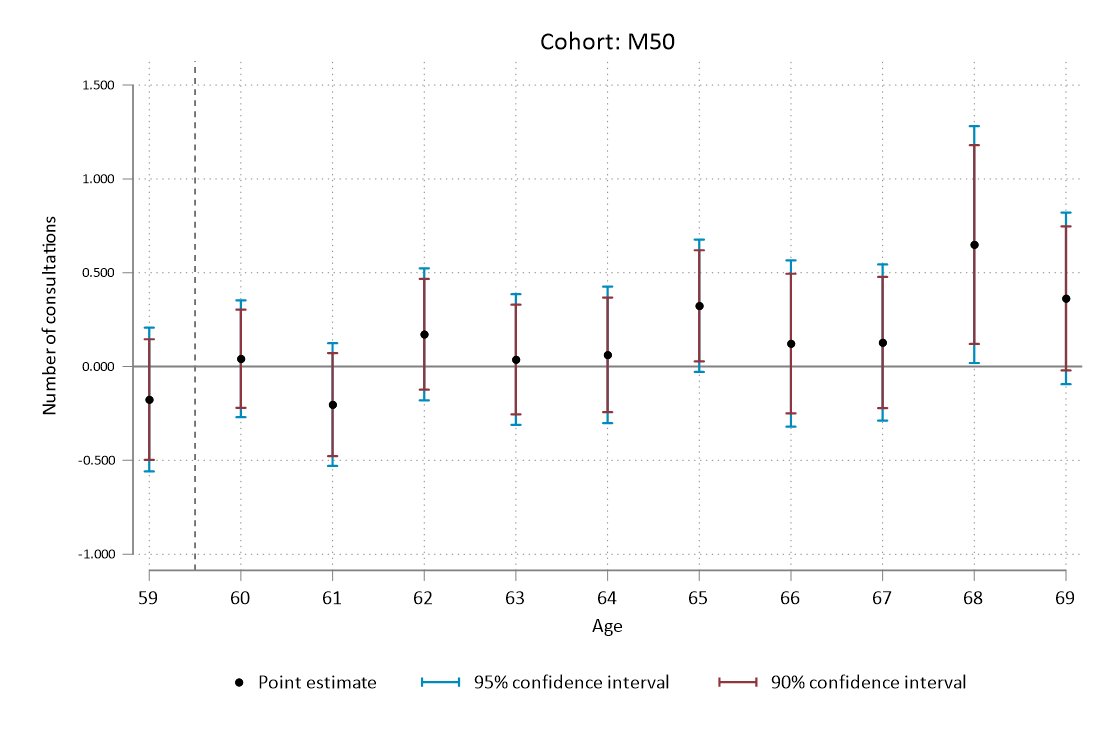 Cohort: M50
Number of consultations
1.500
1.000
0.500
0.000
-0.500
-1.000
59 60 61 62 63 64 65 66 67 68 69
Age
Point estimate 95% confidence interval 90% confidence interval